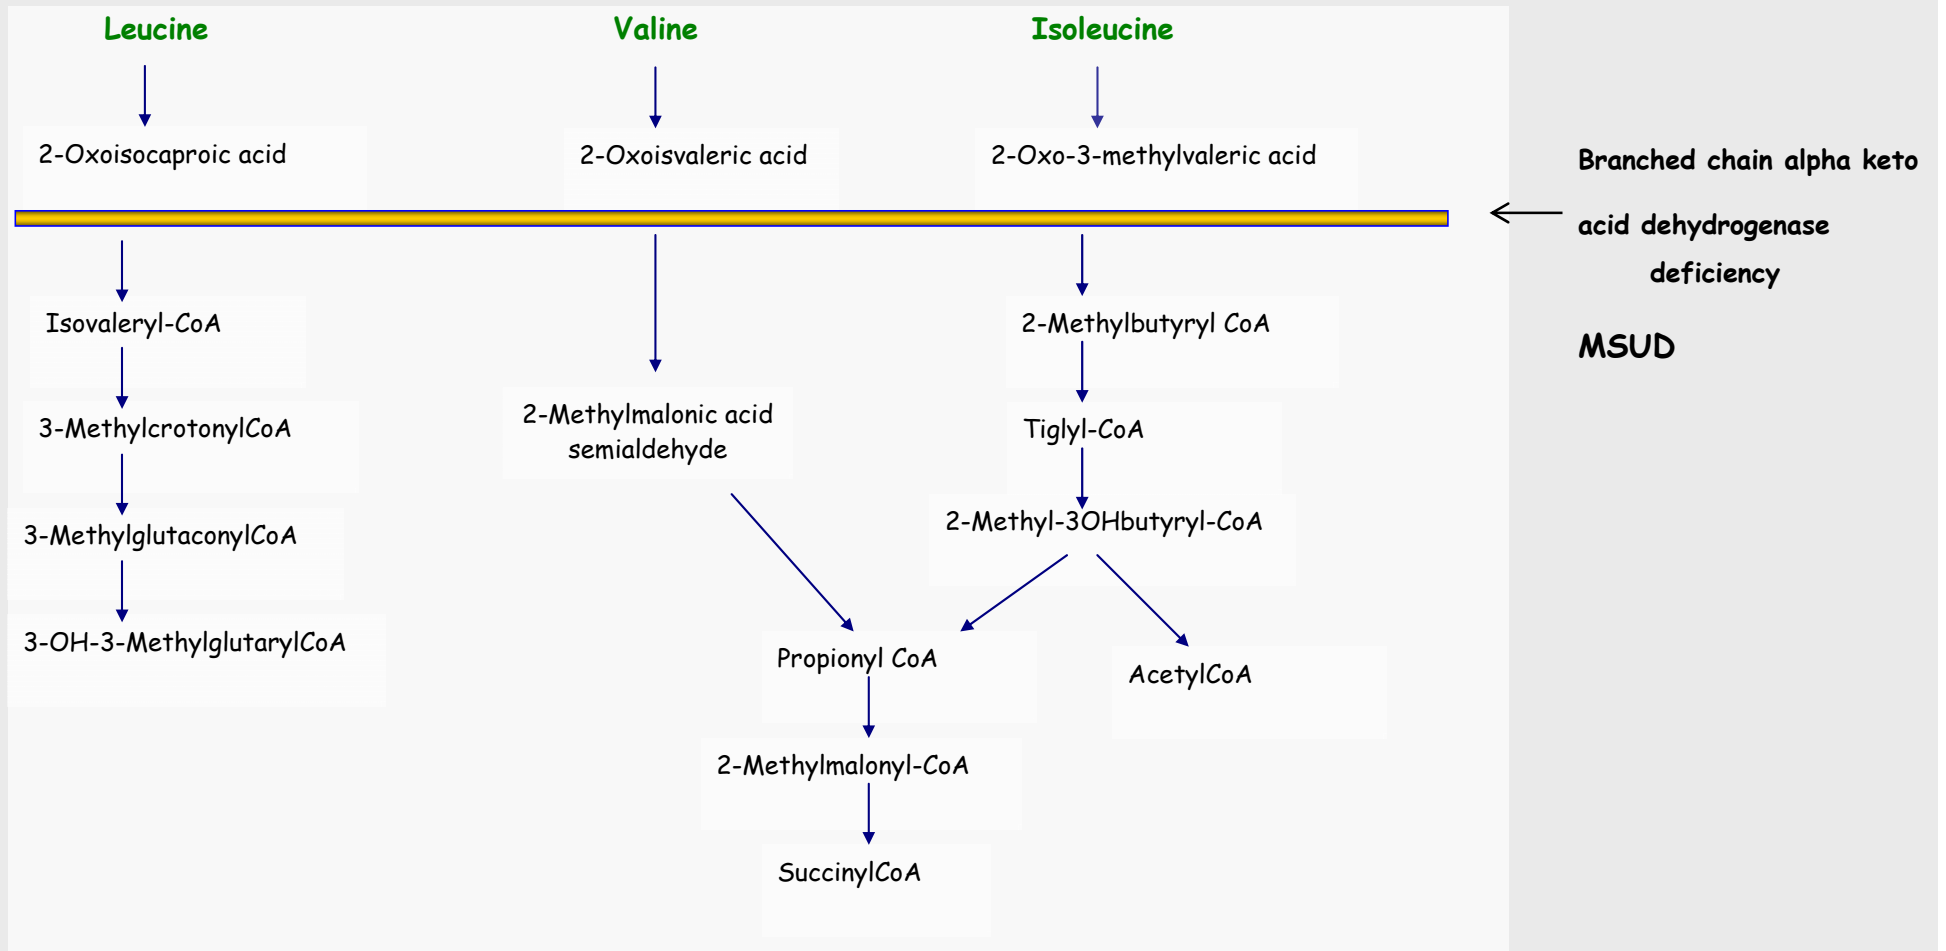 Leucine
Valine
Isoleucine
2-Oxoisocaproic acid
2-Oxoisvaleric acid
2-Oxo-3-methylvaleric acid
Branched chain alpha keto
acid dehydrogenase
deficiency
MSUD
Isovaleryl-CoA
2-Methylbutyryl CoA
2-Methylmalonic acid
semialdehyde
3-MethylcrotonylCoA
Tiglyl-CoA
3-MethylglutaconylCoA
2-Methyl-3OHbutyryl-CoA
3-OH-3-MethylglutarylCoA
Propionyl CoA
AcetylCoA
2-Methylmalonyl-CoA
SuccinylCoA